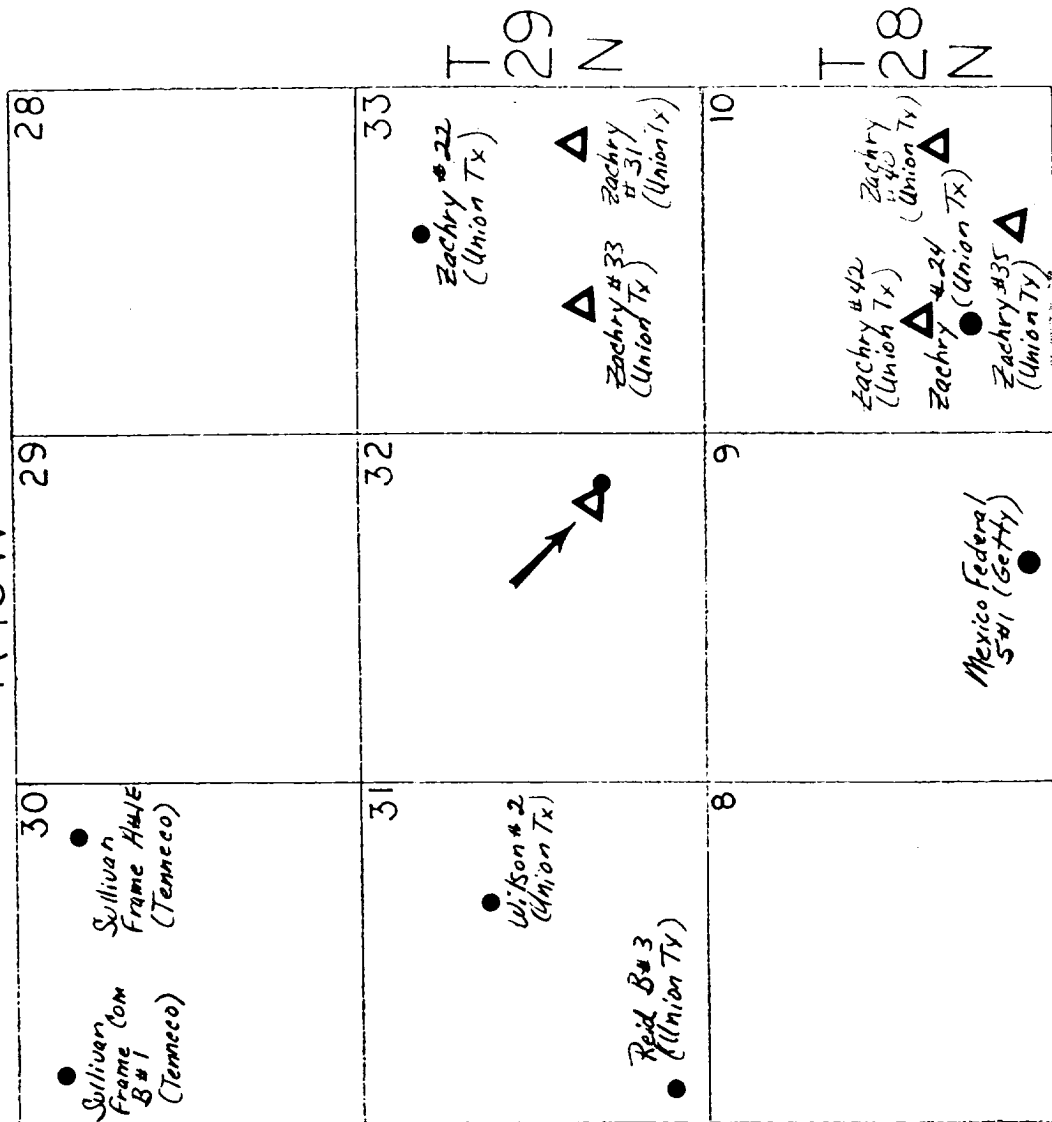 30
29
28
Sullivan
Frame Com
B#1
(Tenneco)
Sullivan
Frame A#1E
(Tenneco)
31
32
33
T
29
N
Wilson #2
(Union Tx)
Reid B#3
(Union Tx)
Zachry #22
(Union Tx)
Zachry #33
(Union Tx)
Zachry
#31
(Union Tx)
8
9
10
T
28
N
Mexico Federal
5#1 (Getty)
Zachry #42
(Union Tx)
Zachry #24
(Union Tx)
Zachry
#40
(Union Tx)
Zachry #35
(Union Tx)